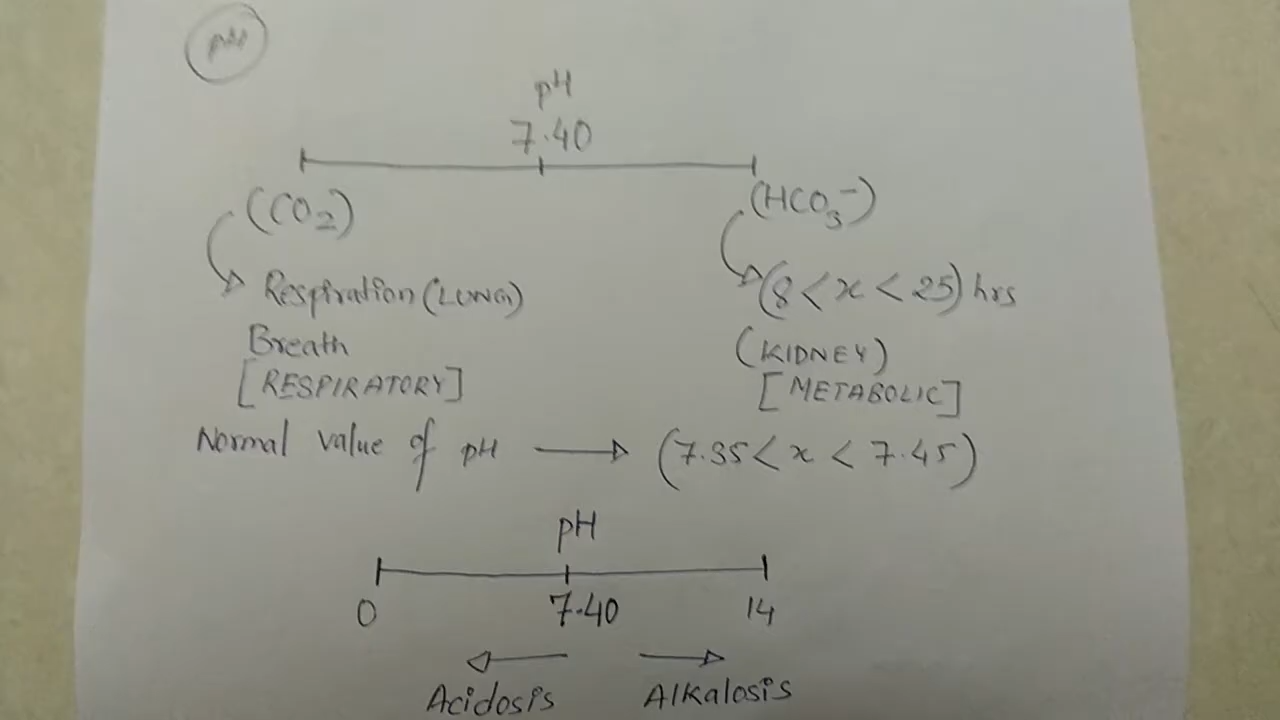 pH
pH
7.40
(CO₂) (HCO₃⁻)
Respiration (LUNG) (8 < x < 25) hrs
Breath (KIDNEY)
[RESPIRATORY] [METABOLIC]
Normal value of pH → (7.35 < x < 7.45)
pH
0 7.40 14
← →
Acidosis Alkalosis